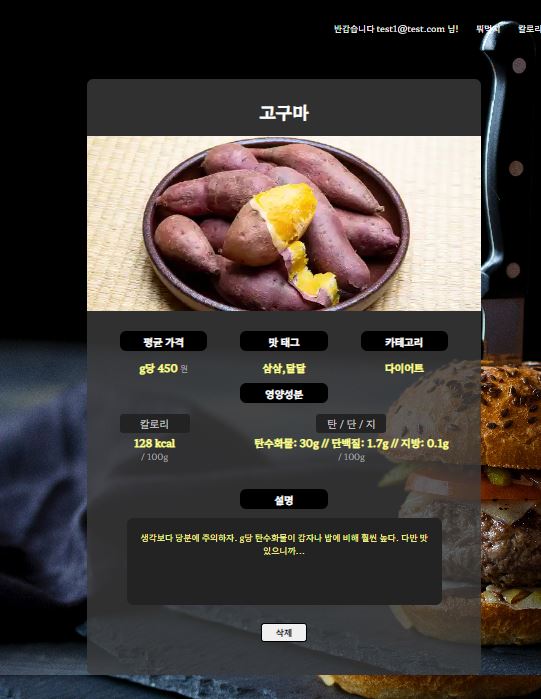 반갑습니다 test1@test.com 님! 뭐먹지 칼로리
고구마
평균 가격 맛 태그 카테고리
g당 450 원 삼삼,달달 다이어트
영양성분
칼로리 탄 / 단 / 지
128 kcal 탄수화물: 30g // 단백질: 1.7g // 지방: 0.1g
/ 100g / 100g
설명
생각보다 당분에 주의하자. g당 탄수화물이 감자나 밥에 비해 훨씬 높다. 다만 맛
있으니까...
삭제